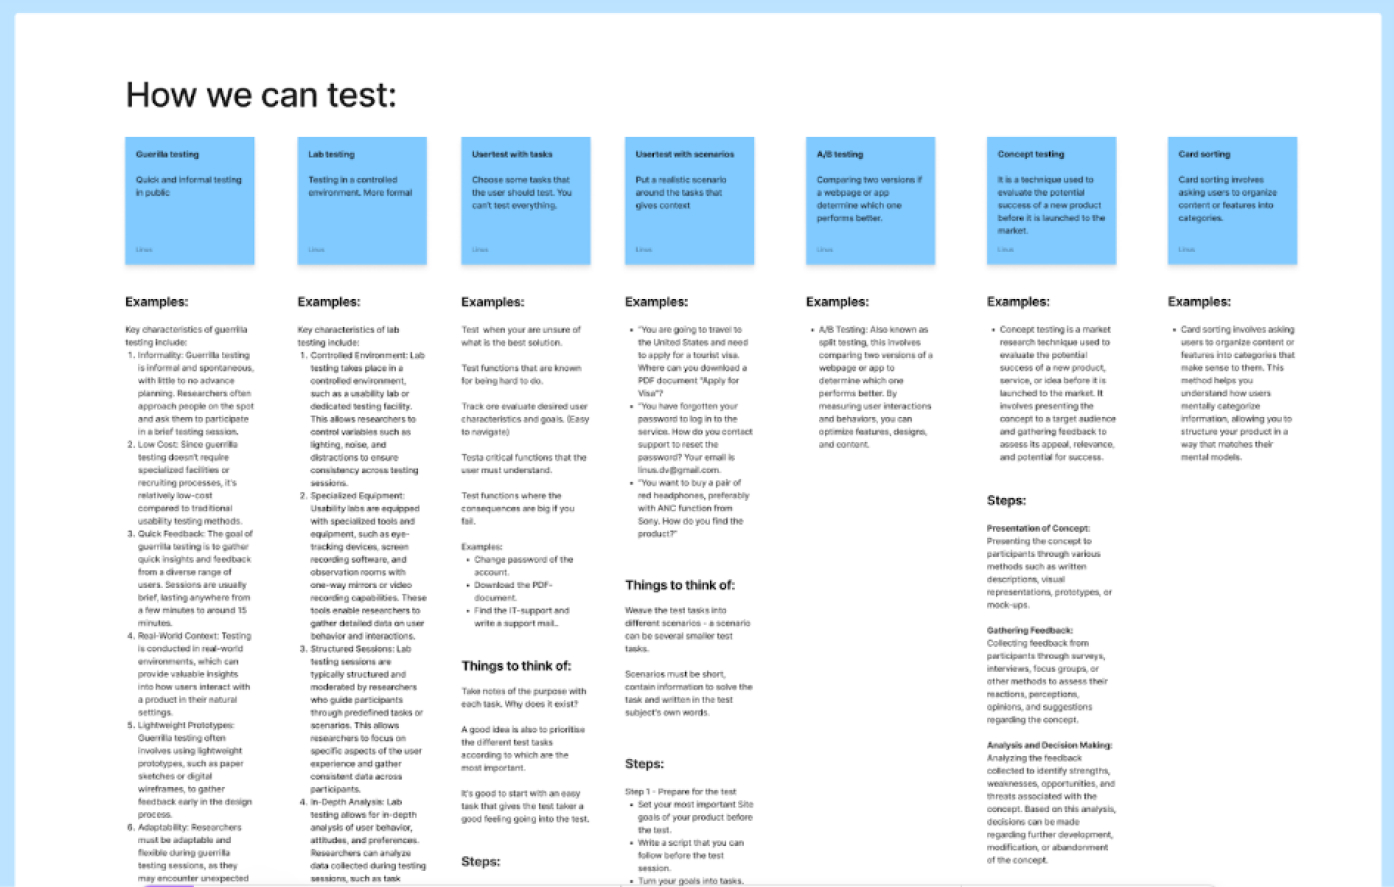 How we can test:
Guerilla testing
Quick and informal testing
in public
Linus
Examples:
Key characteristics of guerrilla
testing include:
1. Informality: Guerrilla testing
is informal and spontaneous,
with little to no advance
planning. Researchers often
approach people on the spot
and ask them to participate
in a brief testing session.
2. Low Cost: Since guerrilla
testing doesn't require
specialized facilities or
recruiting processes, it's
relatively low-cost
compared to traditional
usability testing methods.
3. Quick Feedback: The goal of
guerrilla testing is to gather
quick insights and feedback
from a diverse range of
users. Sessions are usually
brief, lasting anywhere from
a few minutes to around 15
minutes.
4. Real-World Context: Testing
is conducted in real-world
environments, which can
provide valuable insights
into how users interact with
a product in their natural
settings.
5. Lightweight Prototypes:
Guerrilla testing often
involves using lightweight
prototypes, such as paper
sketches or digital
wireframes, to gather
feedback early in the design
process.
6. Adaptability: Researchers
must be adaptable and
flexible during guerrilla
testing sessions, as they
may encounter unexpected
Lab testing
Testing in a controlled
environment. More formal
Linus
Examples:
Key characteristics of lab
testing include:
1. Controlled Environment: Lab
testing takes place in a
controlled environment,
such as a usability lab or
dedicated testing facility.
This allows researchers to
control variables such as
lighting, noise, and
distractions to ensure
consistency across testing
sessions.
2. Specialized Equipment:
Usability labs are equipped
with specialized tools and
equipment, such as eye-
tracking devices, screen
recording software, and
observation rooms with
one-way mirrors or video
recording capabilities. These
tools enable researchers to
gather detailed data on user
behavior and interactions.
3. Structured Sessions: Lab
testing sessions are
typically structured and
moderated by researchers
who guide participants
through predefined tasks or
scenarios. This allows
researchers to focus on
specific aspects of the user
experience and gather
consistent data across
participants.
4. In-Depth Analysis: Lab
testing allows for in-depth
analysis of user behavior,
attitudes, and preferences.
Researchers can analyze
data collected during testing
sessions, such as task
Usertest with tasks
Choose some tasks that
the user should test. You
can't test everything.
Linus
Examples:
Test when your are unsure of
what is the best solution.
Test functions that are known
for being hard to do.
Track ore evaluate desired user
characteristics and goals. (Easy
to navigate)
Testa critical functions that the
user must understand.
Test functions where the
consequences are big if you
fail.
Examples:
• Change password of the
account.
• Download the PDF-
document.
• Find the IT-support and
write a support mail..
Things to think of:
Take notes of the purpose with
each task. Why does it exist?
A good idea is also to prioritise
the different test tasks
according to which are the
most important.
It's good to start with an easy
task that gives the test taker a
good feeling going into the test.
Steps:
Usertest with scenarios
Put a realistic scenario
around the tasks that
gives context
Linus
Examples:
• "You are going to travel to
the United States and need
to apply for a tourist visa.
Where can you download a
PDF document "Apply for
Visa"?
• "You have forgotten your
password to log in to the
service. How do you contact
support to reset the
password? Your email is
linus.dv@gmail.com.
• "You want to buy a pair of
red headphones, preferably
with ANC function from
Sony. How do you find the
product?"
Things to think of:
Weave the test tasks into
different scenarios - a scenario
can be several smaller test
tasks.
Scenarios must be short,
contain information to solve the
task and written in the test
subject's own words.
Steps:
Step 1 - Prepare for the test
• Set your most important Site
goals of your product before
the test.
• Write a script that you can
follow before the test
session.
• Turn your goals into tasks.
A/B testing
Comparing two versions if
a webpage or app
determine which one
performs better.
Linus
Examples:
• A/B Testing: Also known as
split testing, this involves
comparing two versions of a
webpage or app to
determine which one
performs better. By
measuring user interactions
and behaviors, you can
optimize features, designs,
and content.
Concept testing
It is a technique used to
evaluate the potential
success of a new product
before it is launched to the
market.
Linus
Examples:
• Concept testing is a market
research technique used to
evaluate the potential
success of a new product,
service, or idea before it is
launched to the market. It
involves presenting the
concept to a target audience
and gathering feedback to
assess its appeal, relevance,
and potential for success.
Steps:
Presentation of Concept:
Presenting the concept to
participants through various
methods such as written
descriptions, visual
representations, prototypes, or
mock-ups.
Gathering Feedback:
Collecting feedback from
participants through surveys,
interviews, focus groups, or
other methods to assess their
reactions, perceptions,
opinions, and suggestions
regarding the concept.
Analysis and Decision Making:
Analyzing the feedback
collected to identify strengths,
weaknesses, opportunities, and
threats associated with the
concept. Based on this analysis,
decisions can be made
regarding further development,
modification, or abandonment
of the concept.
Card sorting
Card sorting involves
asking users to organize
content or features into
categories.
Linus
Examples:
• Card sorting involves asking
users to organize content or
features into categories that
make sense to them. This
method helps you
understand how users
mentally categorize
information, allowing you to
structure your product in a
way that matches their
mental models.